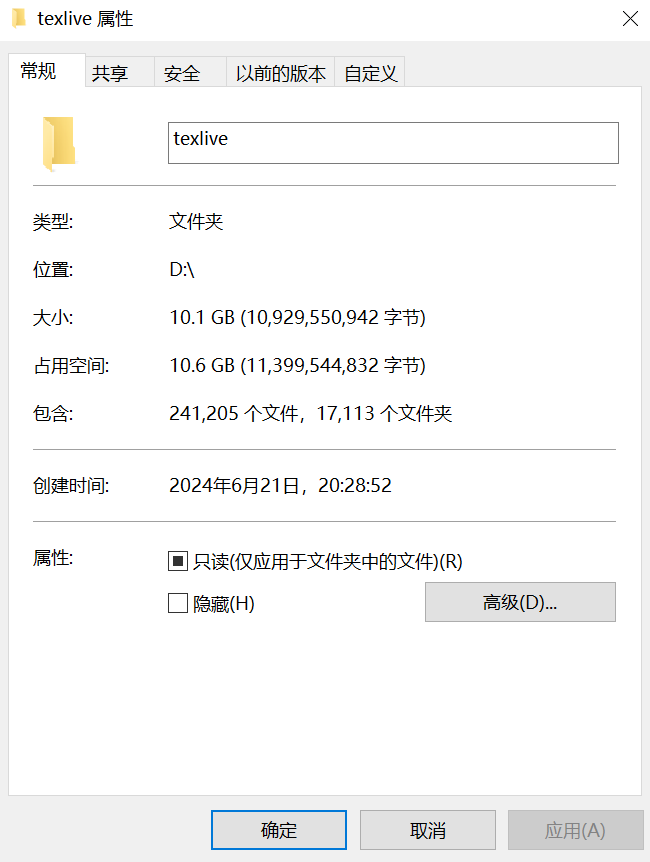 texlive 属性
常规 共享 安全 以前的版本 自定义
texlive
类型: 文件夹
位置: D:\
大小: 10.1 GB (10,929,550,942 字节)
占用空间: 10.6 GB (11,399,544,832 字节)
包含: 241,205 个文件，17,113 个文件夹
创建时间: 2024年6月21日，20:28:52
属性: 只读(仅应用于文件夹中的文件)(R)
隐藏(H) 高级(D)...
确定 取消 应用(A)